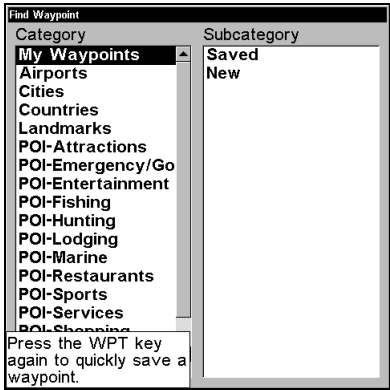 Find Waypoint
Category
Subcategory
My Waypoints
Airports
Cities
Countries
Landmarks
POI-Attractions
POI-Emergency/Go
POI-Entertainment
POI-Fishing
POI-Hunting
POI-Lodging
POI-Marine
POI-Restaurants
POI-Sports
POI-Services
POI-Shopping
Saved
New
Press the WPT key
again to quickly save a
waypoint.